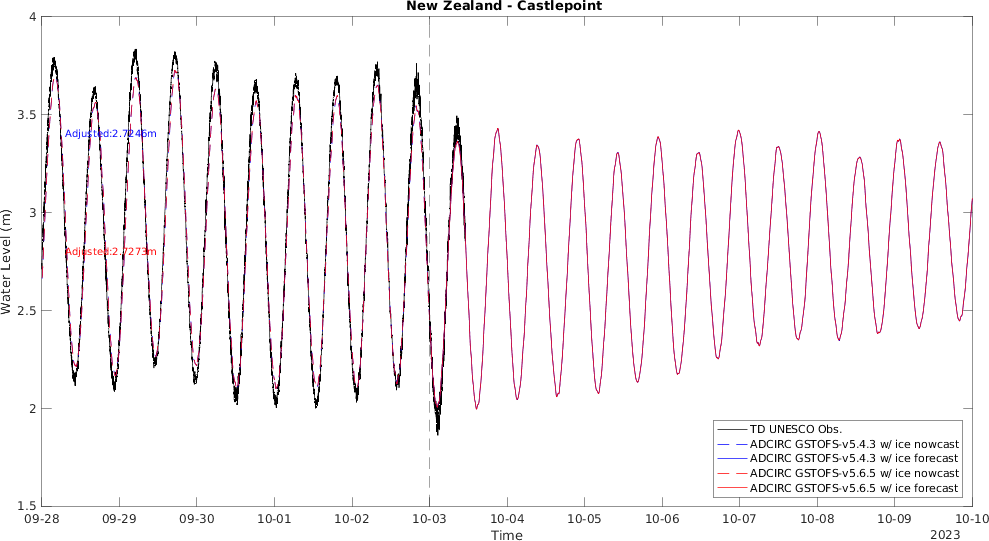 New Zealand - Castlepoint
Water Level (m)
4
3.5
3
2.5
2
1.5
Adjusted:2.7246m
Adjusted:2.7273m
TD UNESCO Obs.
ADCIRC GSTOFS-v5.4.3 w/ ice nowcast
ADCIRC GSTOFS-v5.4.3 w/ ice forecast
ADCIRC GSTOFS-v5.6.5 w/ ice nowcast
ADCIRC GSTOFS-v5.6.5 w/ ice forecast
09-28 09-29 09-30 10-01 10-02 10-03 10-04 10-05 10-06 10-07 10-08 10-09 10-10
Time
2023